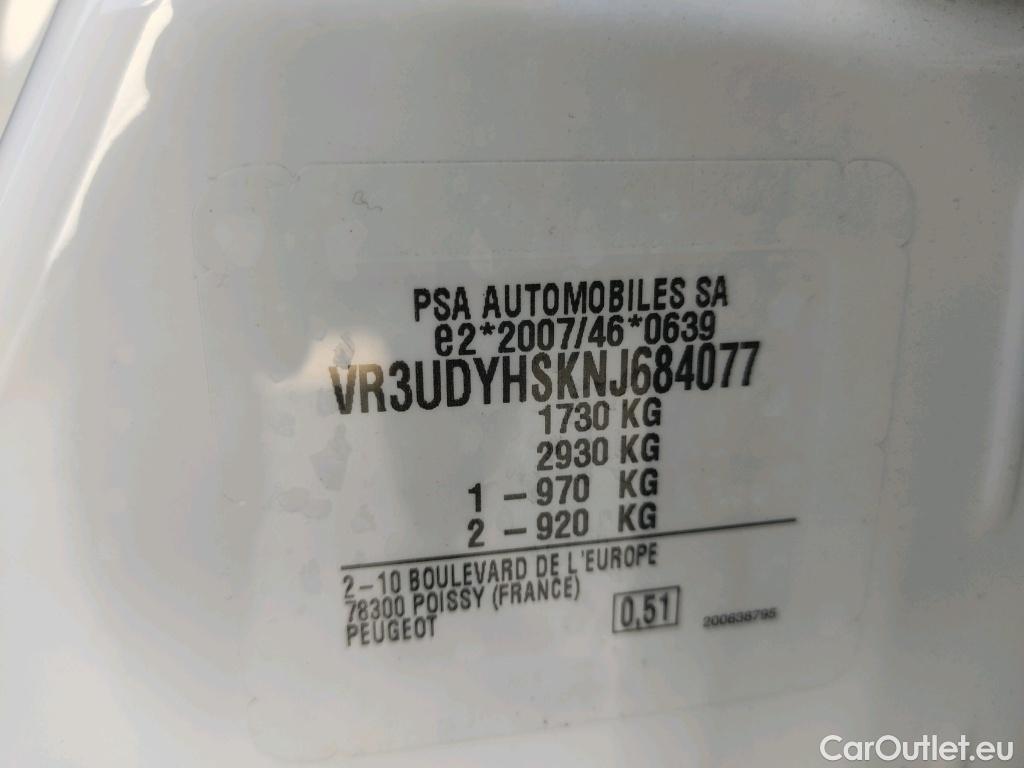 PSA AUTOMOBILES SA
e2*2007/46*0639
VR3UDYHSKNJ684077
1730 KG
2930 KG
1 – 970 KG
2 – 920 KG
2–10 BOULEVARD DE L'EUROPE
78300 POISSY (FRANCE)
PEUGEOT
0,51
200638795
CarOutlet.eu